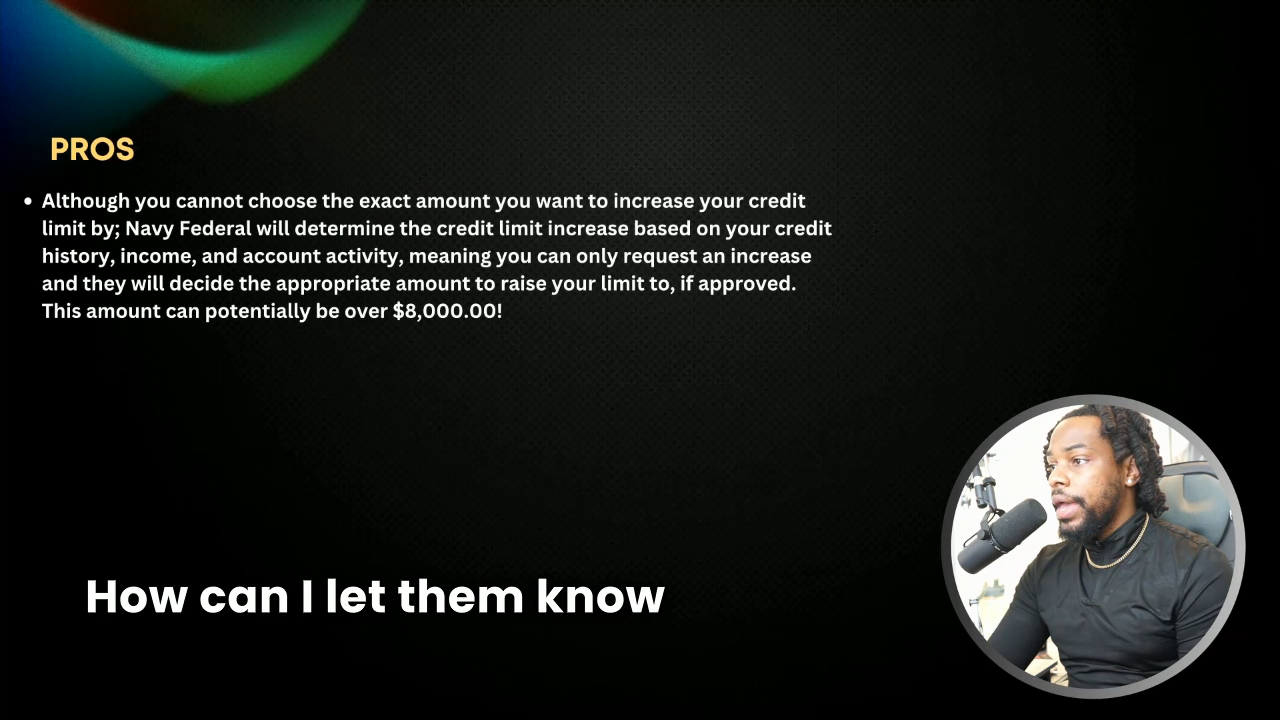 PROS
• Although you cannot choose the exact amount you want to increase your credit
limit by; Navy Federal will determine the credit limit increase based on your credit
history, income, and account activity, meaning you can only request an increase
and they will decide the appropriate amount to raise your limit to, if approved.
This amount can potentially be over $8,000.00!
How can I let them know